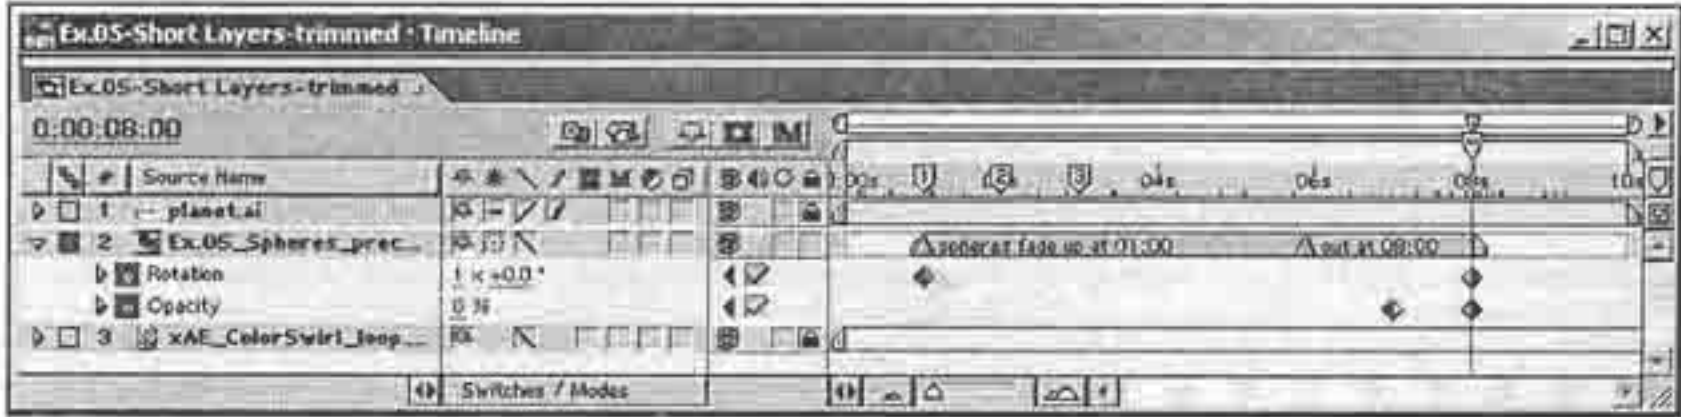 Ex.05-Short Layers-trimmed • Timeline
Ex.05-Short Layers-trimmed
0:00:08:00
# Source Name
1 2 3 04s 06s 08s 10s
1 planet.ai
2 Ex.05_Spheres_prec... spheres fade up at 01:00 out at 08:00
Rotation 1 x +0.0°
Opacity 0 %
3 xAE_ColorSwirl_loop...
Switches / Modes